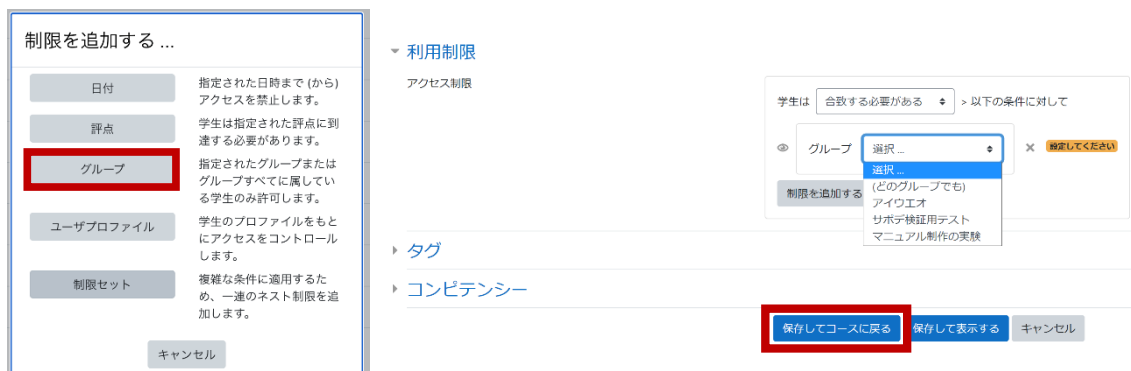 制限を追加する ...
日付
指定された日時まで (から)
アクセスを禁止します。
評点
学生は指定された評点に到
達する必要があります。
グループ
指定されたグループまたは
グループすべてに属してい
る学生のみ許可します。
ユーザプロファイル
学生のプロファイルをもと
にアクセスをコントロール
します。
制限セット
複雑な条件に適用するた
め、一連のネスト制限を追
加します。
キャンセル
利用制限
アクセス制限
学生は 合致する必要がある > 以下の条件に対して
グループ 選択 ... × 設定してください
選択 ...
(どのグループでも)
アイウエオ
サポデ検証用テスト
マニュアル制作の実験
制限を追加する
タグ
コンピテンシー
保存してコースに戻る 保存して表示する キャンセル